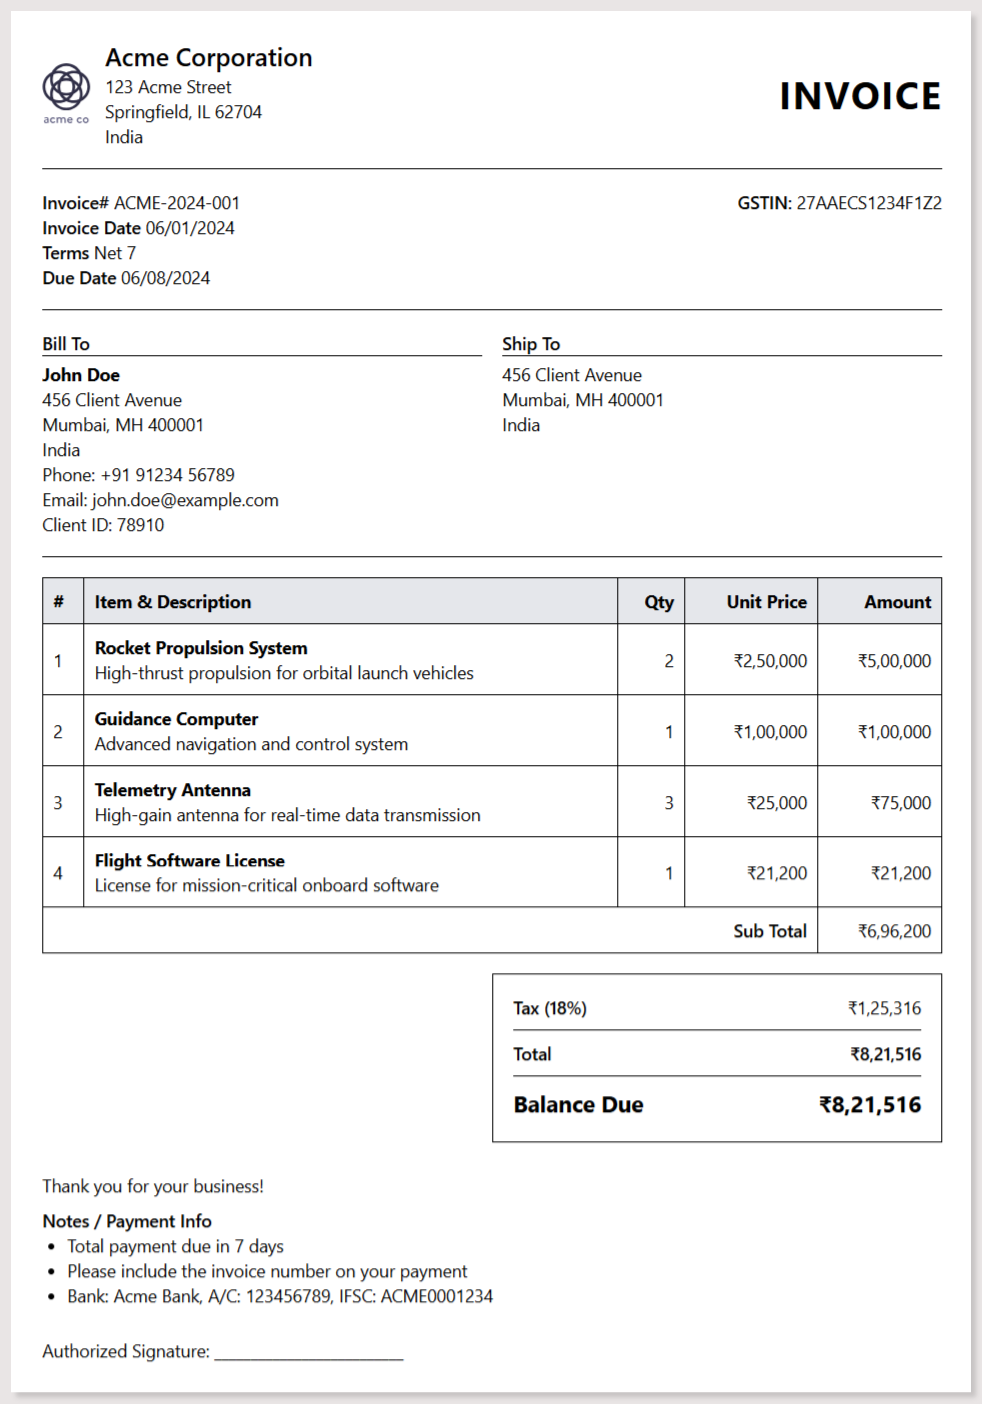 acme co
Acme Corporation
123 Acme Street
Springfield, IL 62704
India
INVOICE
Invoice# ACME-2024-001
Invoice Date 06/01/2024
Terms Net 7
Due Date 06/08/2024
GSTIN: 27AAECS1234F1Z2
Bill To
John Doe
456 Client Avenue
Mumbai, MH 400001
India
Phone: +91 91234 56789
Email: john.doe@example.com
Client ID: 78910
Ship To
456 Client Avenue
Mumbai, MH 400001
India
# Item & Description Qty Unit Price Amount
1 Rocket Propulsion System 2 ₹2,50,000 ₹5,00,000
High-thrust propulsion for orbital launch vehicles
2 Guidance Computer 1 ₹1,00,000 ₹1,00,000
Advanced navigation and control system
3 Telemetry Antenna 3 ₹25,000 ₹75,000
High-gain antenna for real-time data transmission
4 Flight Software License 1 ₹21,200 ₹21,200
License for mission-critical onboard software
Sub Total ₹6,96,200
Tax (18%) ₹1,25,316
Total ₹8,21,516
Balance Due ₹8,21,516
Thank you for your business!
Notes / Payment Info
• Total payment due in 7 days
• Please include the invoice number on your payment
• Bank: Acme Bank, A/C: 123456789, IFSC: ACME0001234
Authorized Signature: ____________________